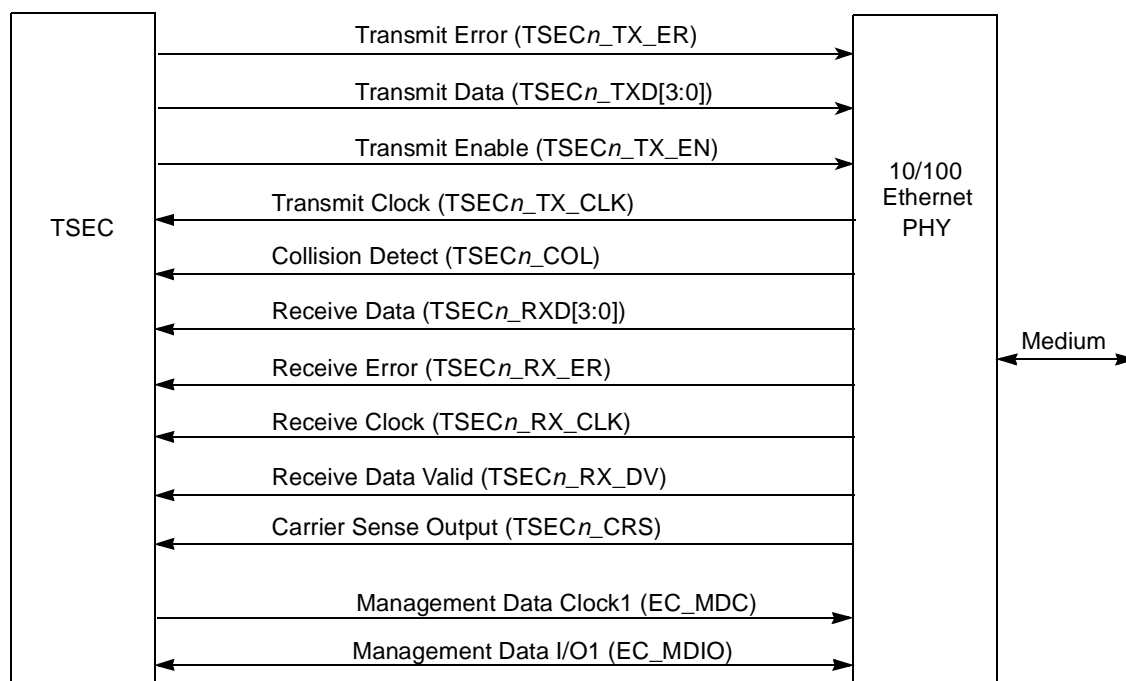 Transmit Error (TSECn_TX_ER)
Transmit Data (TSECn_TXD[3:0])
Transmit Enable (TSECn_TX_EN)
Transmit Clock (TSECn_TX_CLK)
Collision Detect (TSECn_COL)
Receive Data (TSECn_RXD[3:0])
Receive Error (TSECn_RX_ER)
Receive Clock (TSECn_RX_CLK)
Receive Data Valid (TSECn_RX_DV)
Carrier Sense Output (TSECn_CRS)
Management Data Clock1 (EC_MDC)
Management Data I/O1 (EC_MDIO)
TSEC
10/100
Ethernet
PHY
Medium